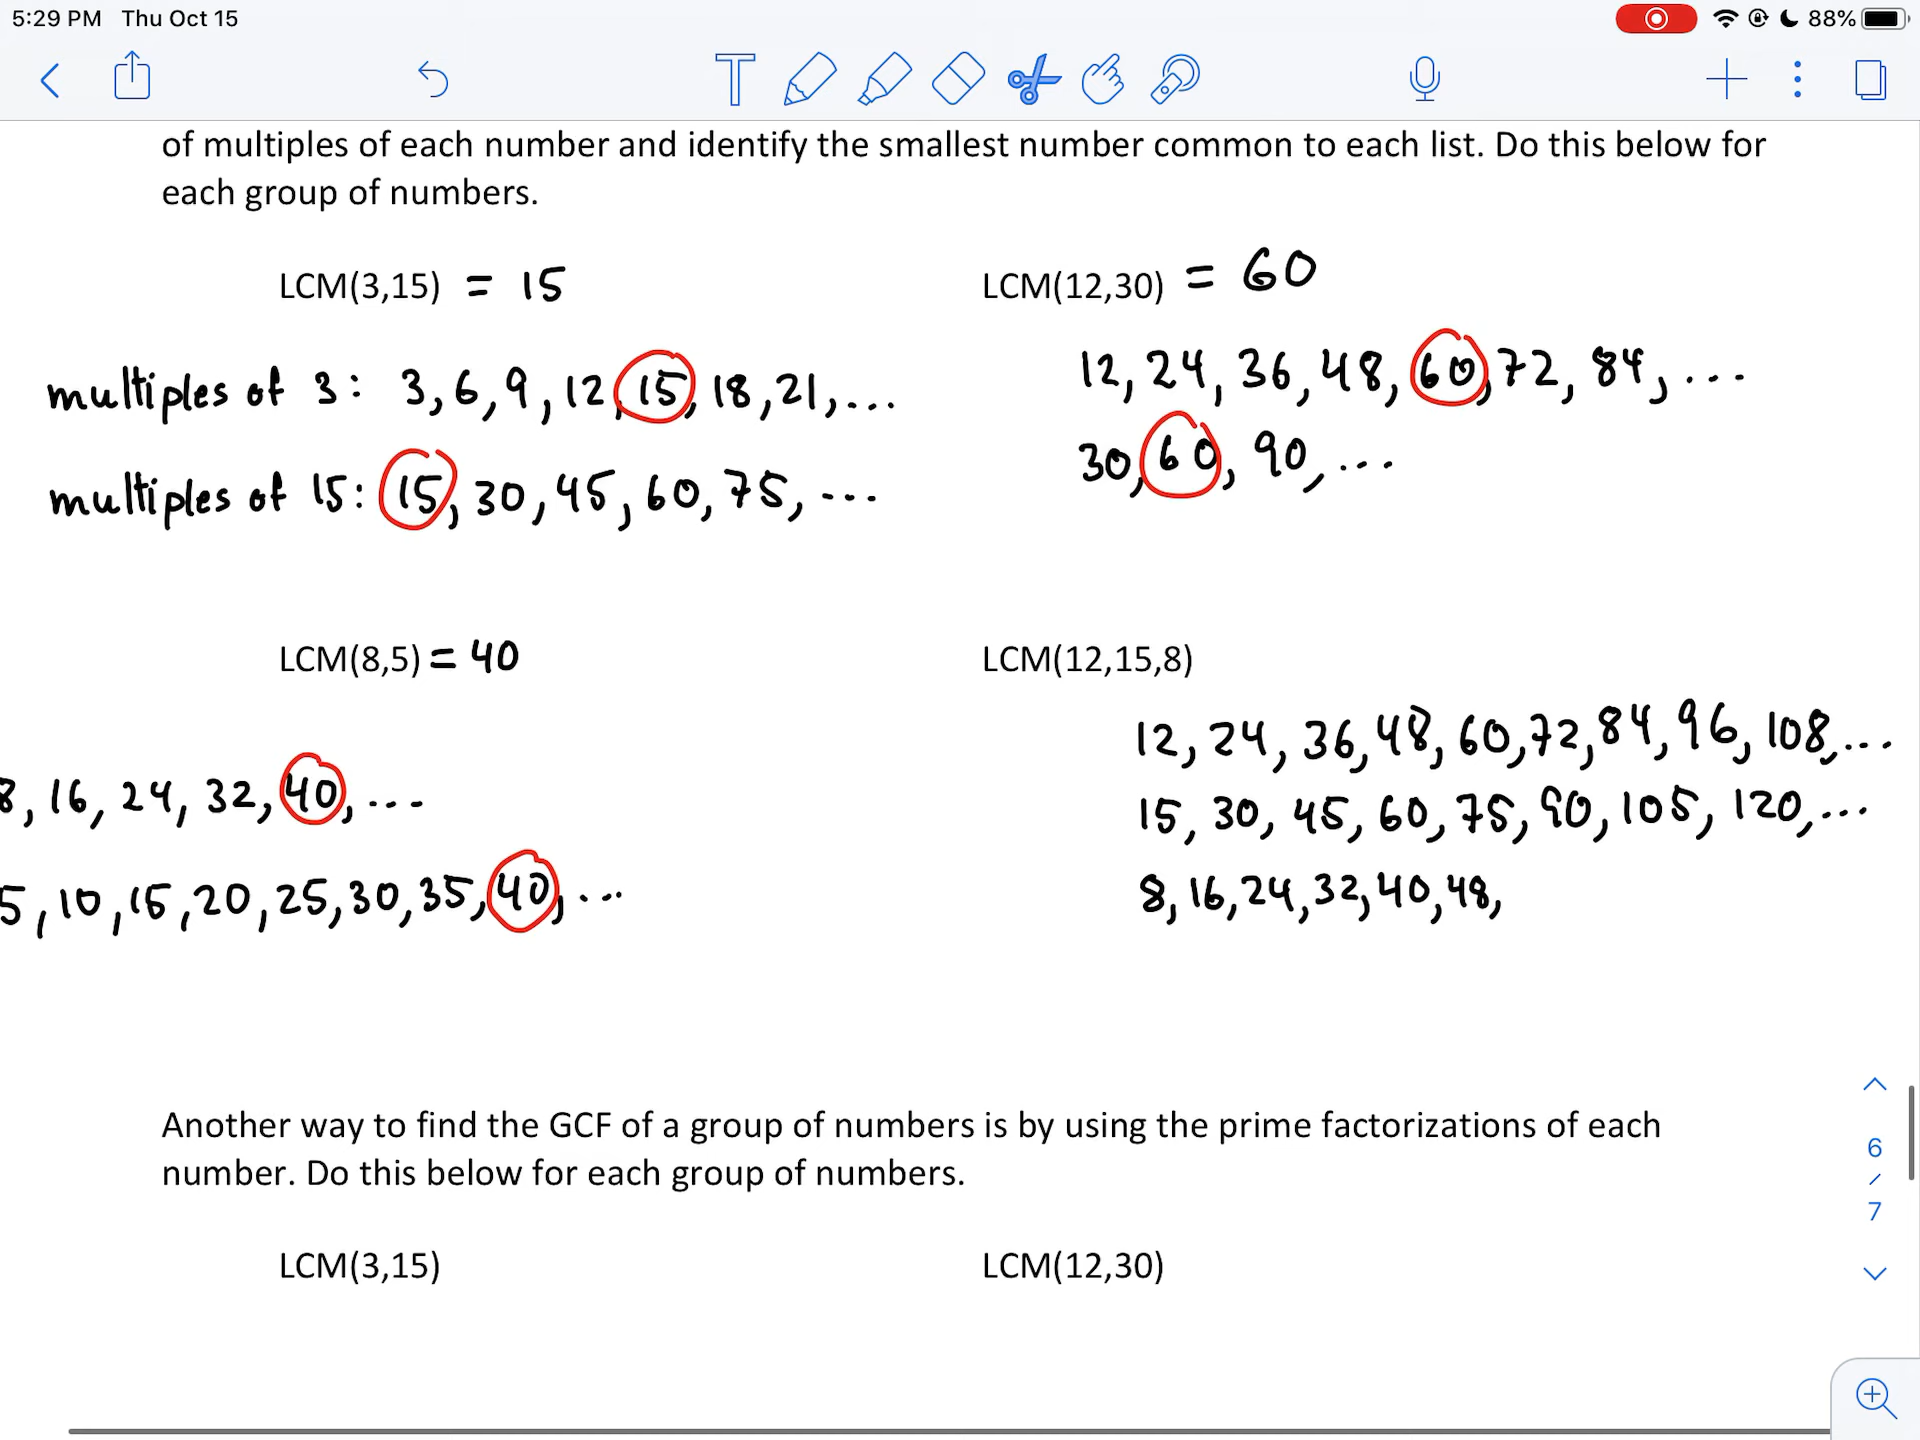 5:29 PM Thu Oct 15
88%
T
of multiples of each number and identify the smallest number common to each list. Do this below for
each group of numbers.
LCM(3,15) = 15
multiples of 3: 3, 6, 9, 12, 15, 18, 21, ...
multiples of 15: 15, 30, 45, 60, 75, ...
LCM(12,30) = 60
12, 24, 36, 48, 60, 72, 84, ...
30, 60, 90, ...
LCM(8,5) = 40
8, 16, 24, 32, 40, ...
5, 10, 15, 20, 25, 30, 35, 40, ...
LCM(12,15,8)
12, 24, 36, 48, 60, 72, 84, 96, 108, ...
15, 30, 45, 60, 75, 90, 105, 120, ...
8, 16, 24, 32, 40, 48,
Another way to find the GCF of a group of numbers is by using the prime factorizations of each
number. Do this below for each group of numbers.
LCM(3,15)
LCM(12,30)
6
/
7